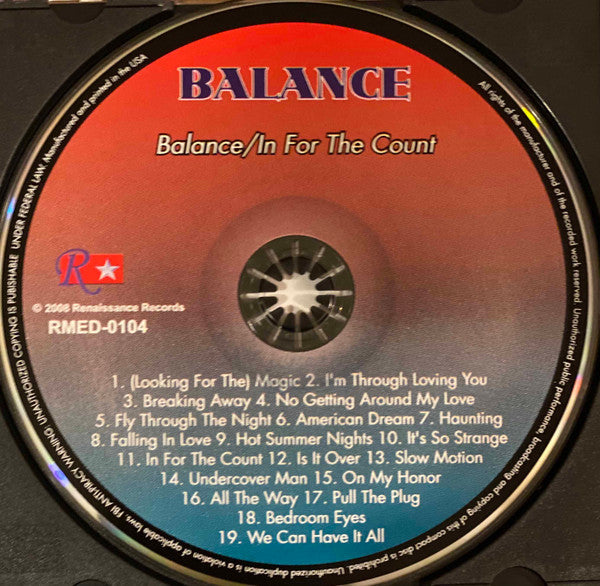 BALANCE
Balance/In For The Count
R
© 2008 Renaissance Records
RMED-0104
1. (Looking For The) Magic 2. I'm Through Loving You
3. Breaking Away 4. No Getting Around My Love
5. Fly Through The Night 6. American Dream 7. Haunting
8. Falling In Love 9. Hot Summer Nights 10. It's So Strange
11. In For The Count 12. Is It Over 13. Slow Motion
14. Undercover Man 15. On My Honor
16. All The Way 17. Pull The Plug
18. Bedroom Eyes
19. We Can Have It All
All rights of the manufacturer and of the recorded work reserved. Unauthorized public performance, broadcasting and copying of this compact disc is prohibited. Unauthorized duplication is a violation of applicable laws. FBI ANTI-PIRACY WARNING: UNAUTHORIZED COPYING IS PUBISHABLE UNDER FEDERAL LAW. Manufactured and printed in the USA